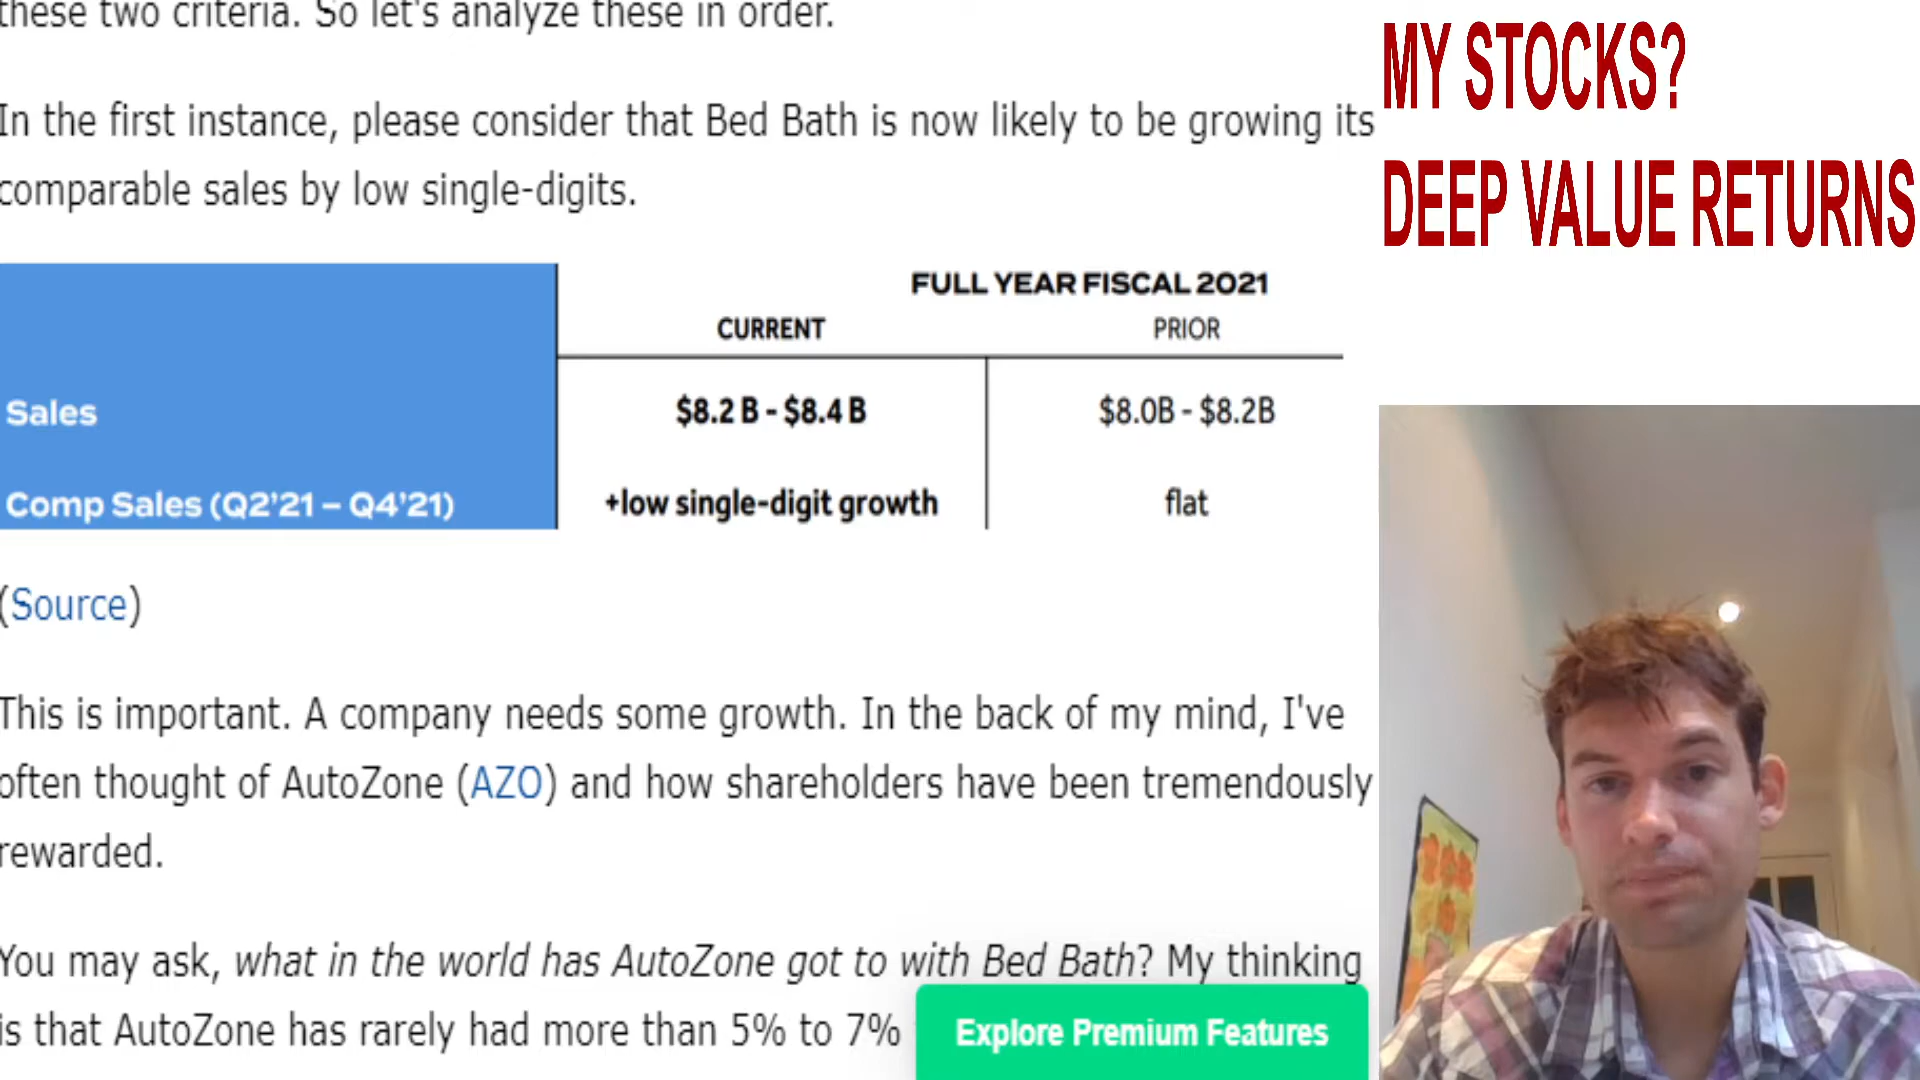 these two criteria. So let's analyze these in order.
In the first instance, please consider that Bed Bath is now likely to be growing its
comparable sales by low single-digits.
FULL YEAR FISCAL 2021
CURRENT PRIOR
Sales $8.2 B - $8.4 B $8.0B - $8.2B
Comp Sales (Q2'21 – Q4'21) +low single-digit growth flat
(Source)
This is important. A company needs some growth. In the back of my mind, I've
often thought of AutoZone (AZO) and how shareholders have been tremendously
rewarded.
You may ask, what in the world has AutoZone got to with Bed Bath? My thinking
is that AutoZone has rarely had more than 5% to 7%
Explore Premium Features
MY STOCKS?
DEEP VALUE RETURNS